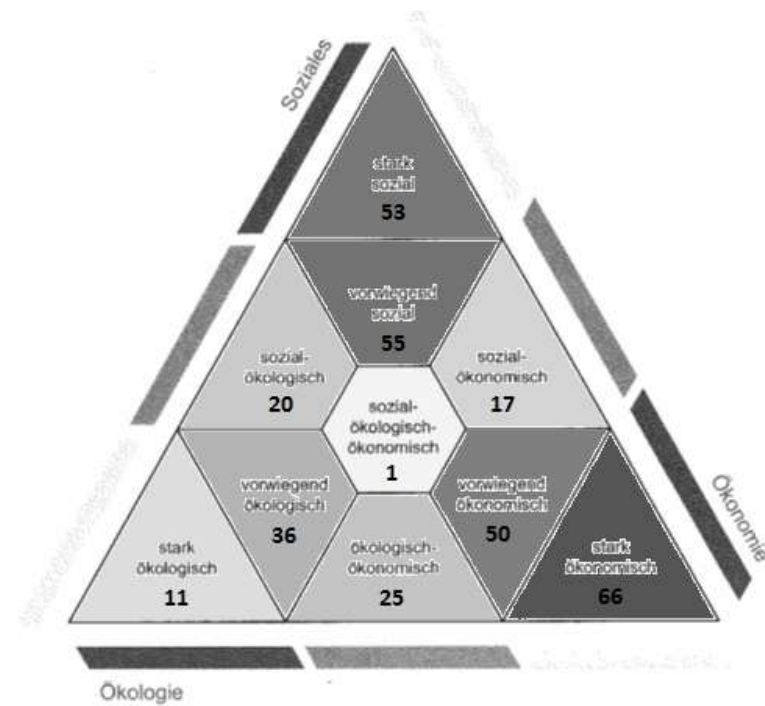 Soziales
stark
sozial
53
vorwiegend
sozial
55
sozial-
ökologisch
20
sozial-
ökonomisch
17
sozial-
ökologisch-
ökonomisch
1
vorwiegend
ökologisch
36
vorwiegend
ökonomisch
50
stark
ökologisch
11
ökologisch-
ökonomisch
25
stark
ökonomisch
66
Ökonomie
Ökologie